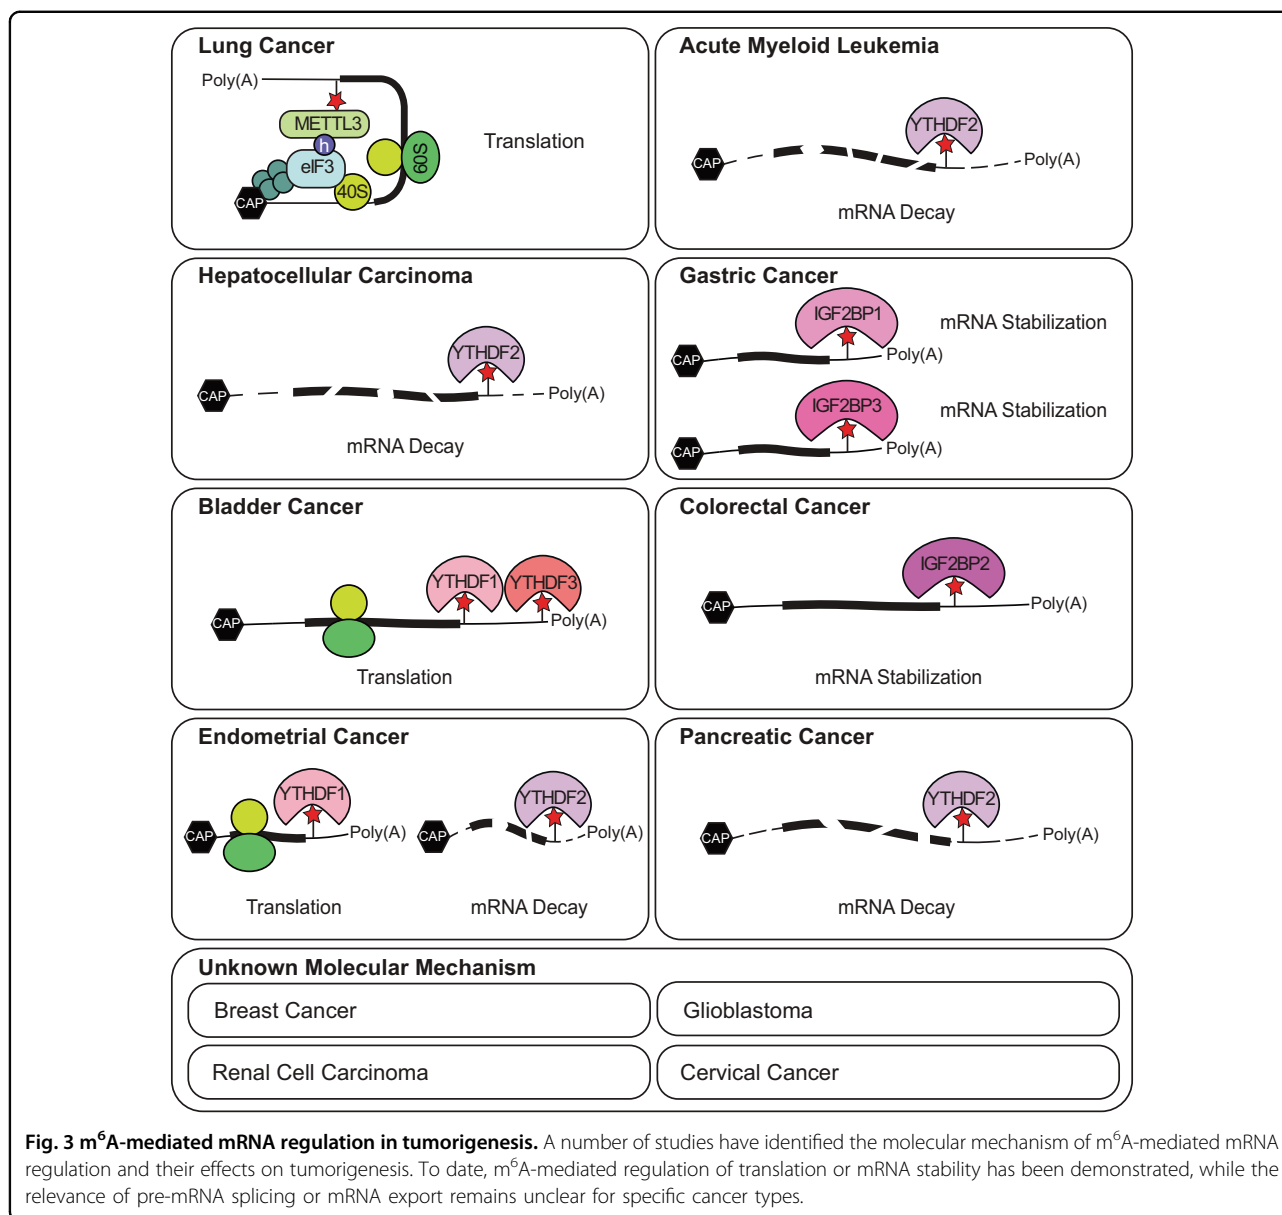 Lung Cancer
Poly(A)
METTL3
h
eIF3
40S
60S
CAP
Translation
Acute Myeloid Leukemia
YTHDF2
CAP
Poly(A)
mRNA Decay
Hepatocellular Carcinoma
YTHDF2
CAP
Poly(A)
mRNA Decay
Gastric Cancer
IGF2BP1
mRNA Stabilization
CAP
Poly(A)
IGF2BP3
mRNA Stabilization
CAP
Poly(A)
Bladder Cancer
YTHDF1
YTHDF3
CAP
Poly(A)
Translation
Colorectal Cancer
IGF2BP2
CAP
Poly(A)
mRNA Stabilization
Endometrial Cancer
YTHDF1
CAP
Poly(A)
Translation
YTHDF2
CAP
Poly(A)
mRNA Decay
Pancreatic Cancer
YTHDF2
CAP
Poly(A)
mRNA Decay
Unknown Molecular Mechanism
Breast Cancer
Glioblastoma
Renal Cell Carcinoma
Cervical Cancer
Fig. 3 m⁶A-mediated mRNA regulation in tumorigenesis. A number of studies have identified the molecular mechanism of m⁶A-mediated mRNA
regulation and their effects on tumorigenesis. To date, m⁶A-mediated regulation of translation or mRNA stability has been demonstrated, while the
relevance of pre-mRNA splicing or mRNA export remains unclear for specific cancer types.